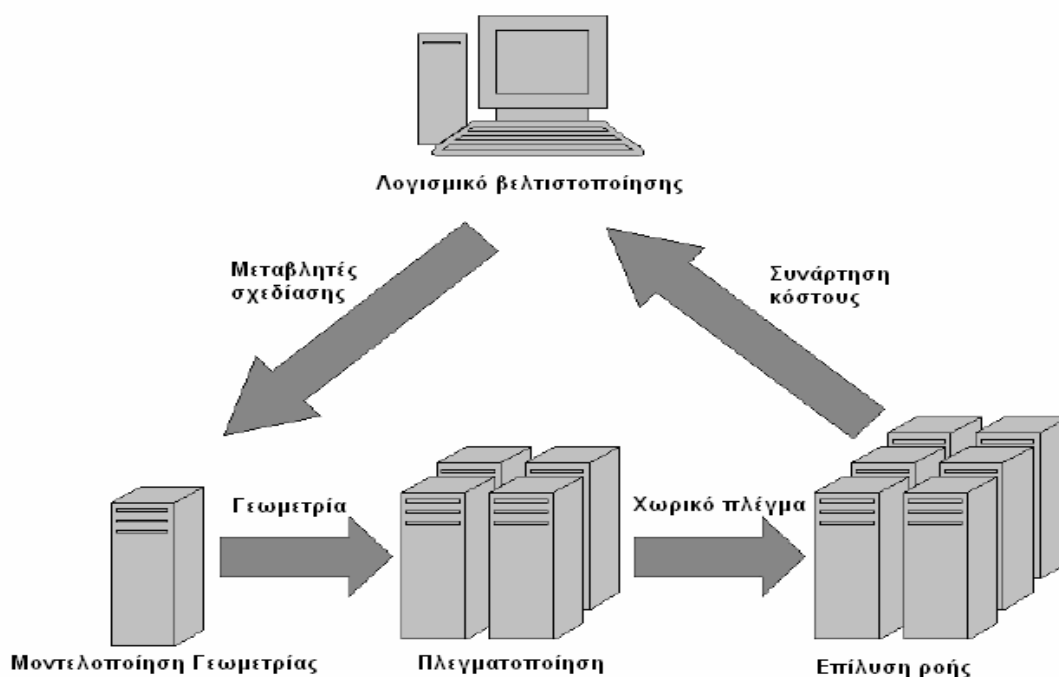 Λογισμικό βελτιστοποίησης
Μεταβλητές
σχεδίασης
Συνάρτηση
κόστους
Γεωμετρία
Χωρικό πλέγμα
Μοντελοποίηση Γεωμετρίας
Πλεγματοποίηση
Επίλυση ροής